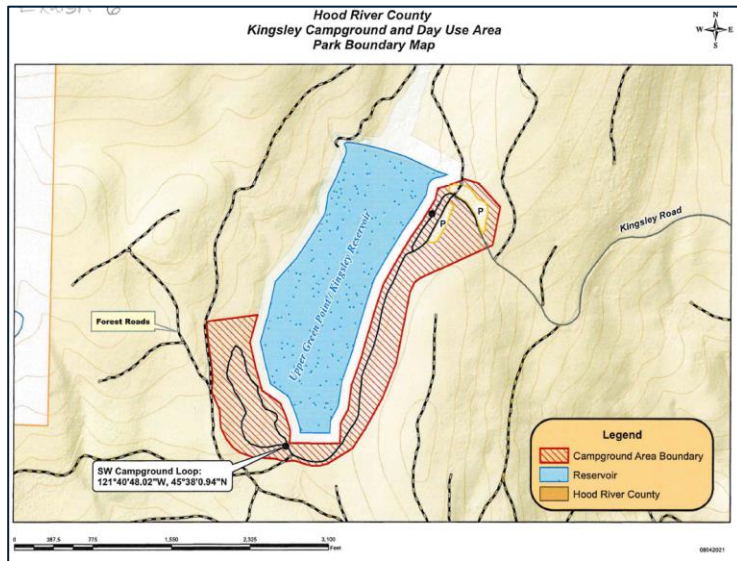 Exhibit 6
Hood River County
Kingsley Campground and Day Use Area
Park Boundary Map
N
W E
S
Upper Green Point / Kingsley Reservoir
P
P
Kingsley Road
Forest Roads
SW Campground Loop:
121°40'48.02"W, 45°38'0.94"N
Legend
Campground Area Boundary
Reservoir
Hood River County
0 387.5 775 1,550 2,325 3,100
Feet
08042021